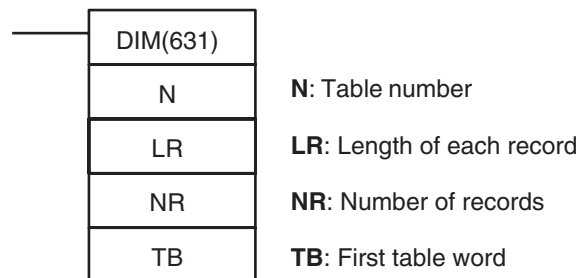 DIM(631)
N N: Table number
LR LR: Length of each record
NR NR: Number of records
TB TB: First table word